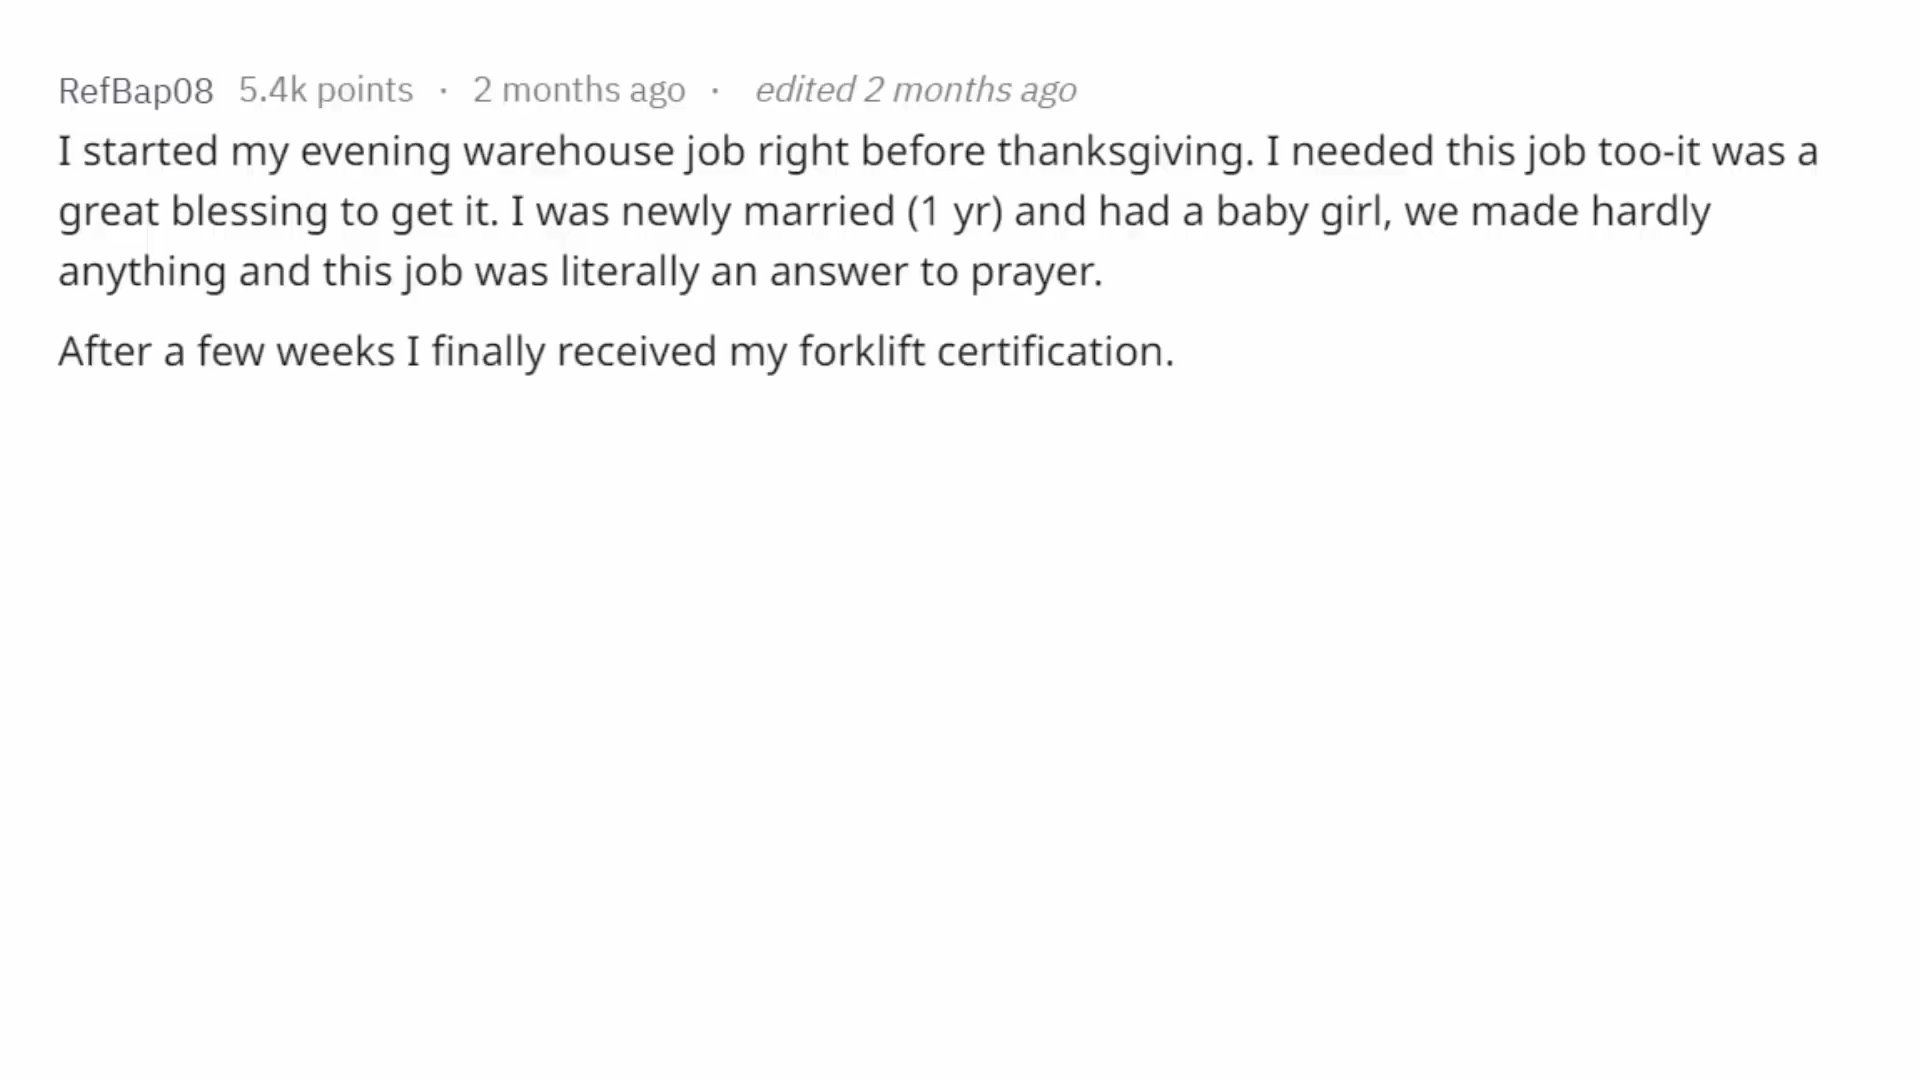 RefBap08 5.4k points · 2 months ago · edited 2 months ago
I started my evening warehouse job right before thanksgiving. I needed this job too-it was a
great blessing to get it. I was newly married (1 yr) and had a baby girl, we made hardly
anything and this job was literally an answer to prayer.
After a few weeks I finally received my forklift certification.